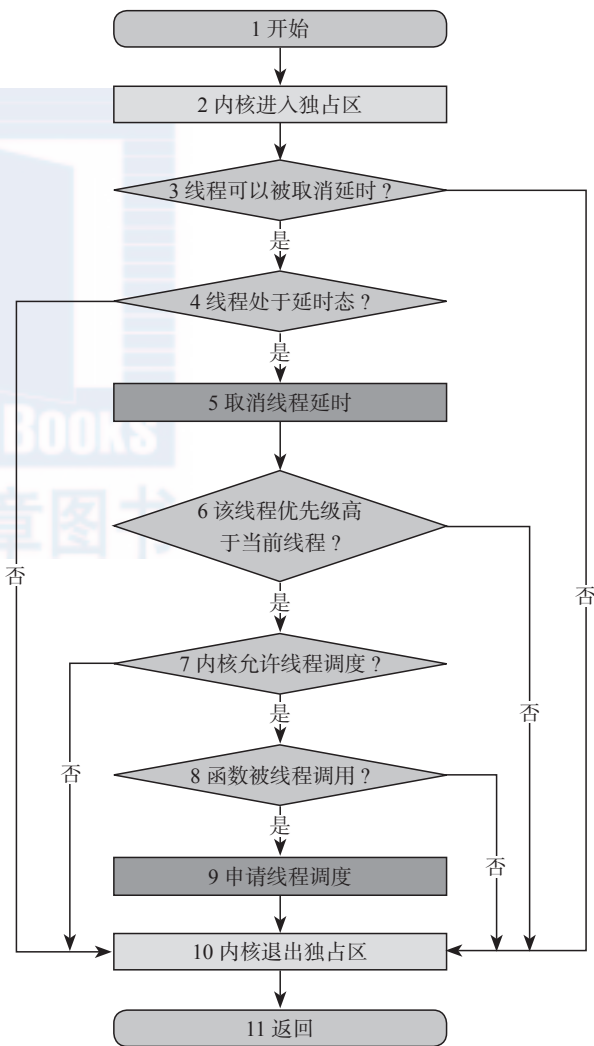 1 开始
2 内核进入独占区
3 线程可以被取消延时？
是
4 线程处于延时态？
是
5 取消线程延时
BOOKS
章图书
6 该线程优先级高
于当前线程？
否
否
是
7 内核允许线程调度？
是
否
否
8 函数被线程调用？
是
否
9 申请线程调度
10 内核退出独占区
11 返回